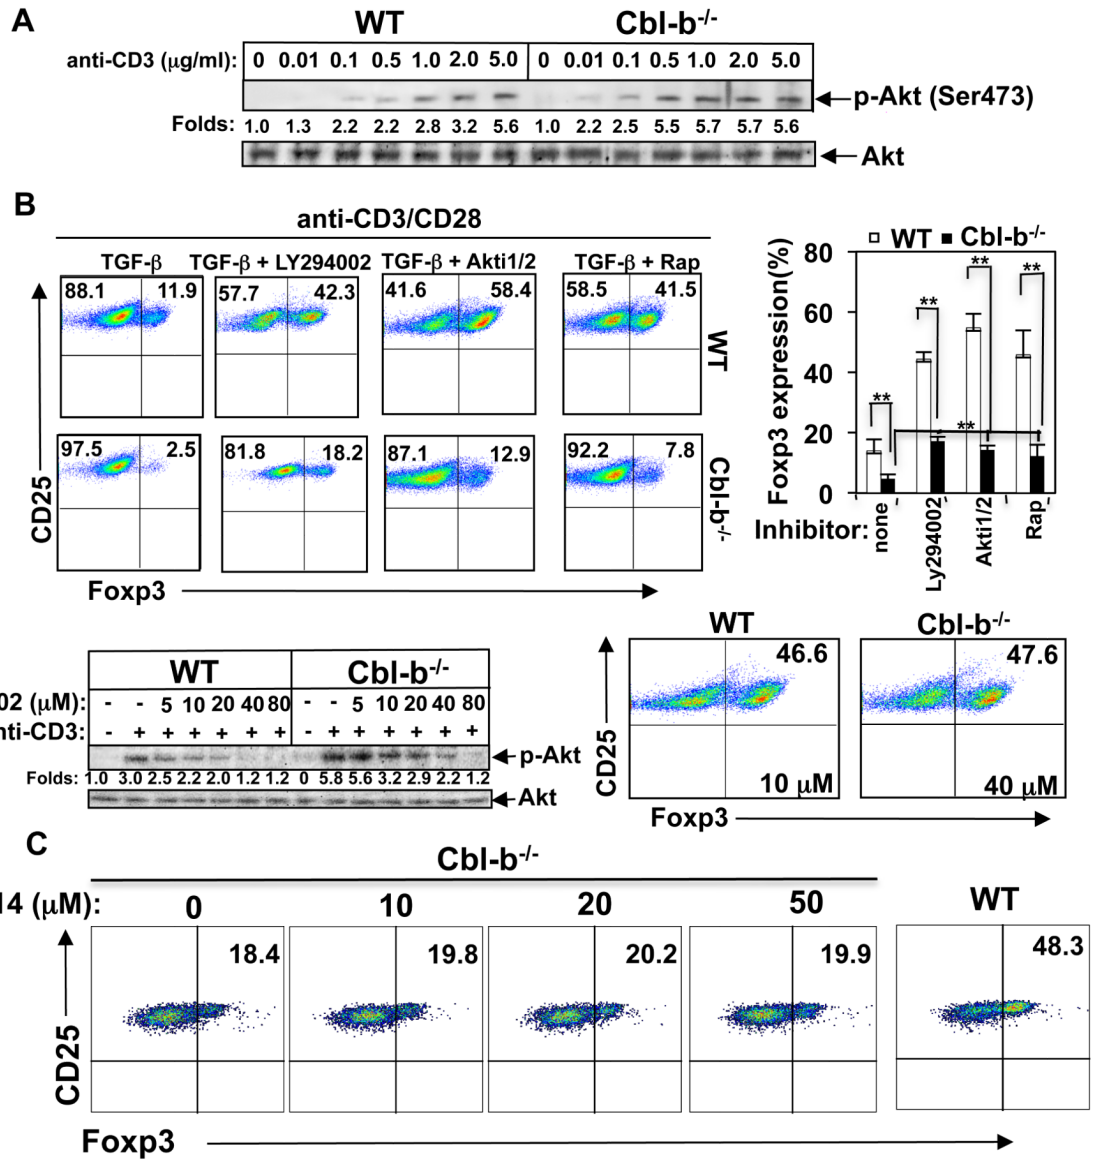 A
WT Cbl-b-/-
anti-CD3 (μg/ml): 0 0.01 0.1 0.5 1.0 2.0 5.0 0 0.01 0.1 0.5 1.0 2.0 5.0
p-Akt (Ser473)
Folds: 1.0 1.3 2.2 2.2 2.8 3.2 5.6 1.0 2.2 2.5 5.5 5.7 5.7 5.6
Akt
B
anti-CD3/CD28
TGF-β TGF-β + LY294002 TGF-β + Akti1/2 TGF-β + Rap
88.1 11.9 57.7 42.3 41.6 58.4 58.5 41.5
WT
97.5 2.5 81.8 18.2 87.1 12.9 92.2 7.8
Cbl-b-/-
CD25
Foxp3
WT Cbl-b-/-
Foxp3 expression(%)
80
60
40
20
0
** ** ** ** **
Inhibitor: none Ly294002 Akti1/2 Rap
WT Cbl-b-/-
02 (μM): - - 5 10 20 40 80 - - 5 10 20 40 80
nti-CD3: - + + + + + + - + + + + + +
p-Akt
Folds: 1.0 3.0 2.5 2.2 2.0 1.2 1.2 0 5.8 5.6 3.2 2.9 2.2 1.2
Akt
WT Cbl-b-/-
46.6 47.6
10 μM 40 μM
CD25
Foxp3
C
Cbl-b-/-
14 (μM): 0 10 20 50 WT
18.4 19.8 20.2 19.9 48.3
CD25
Foxp3